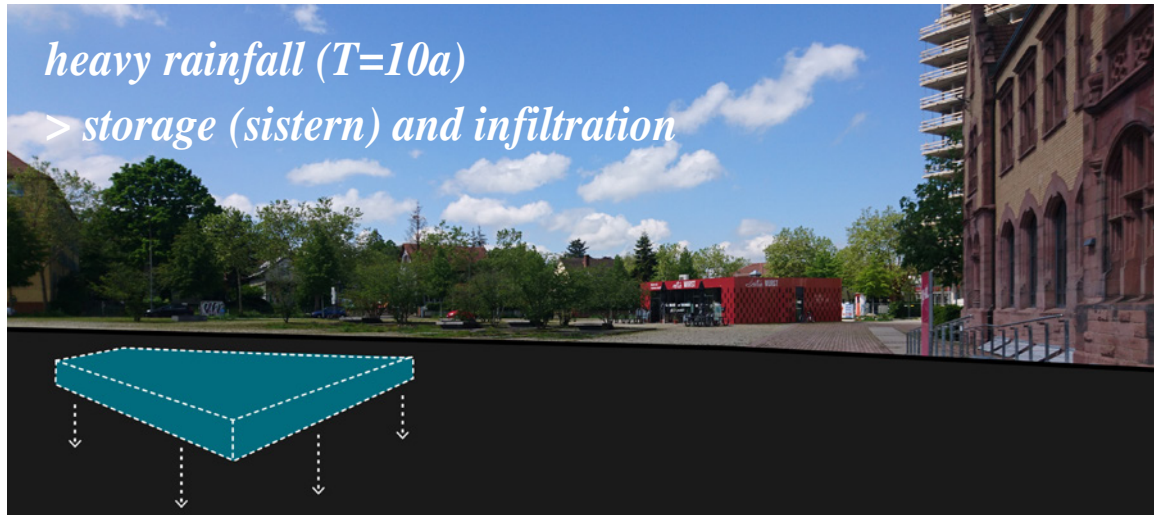 heavy rainfall (T=10a)
> storage (sistern) and infiltration